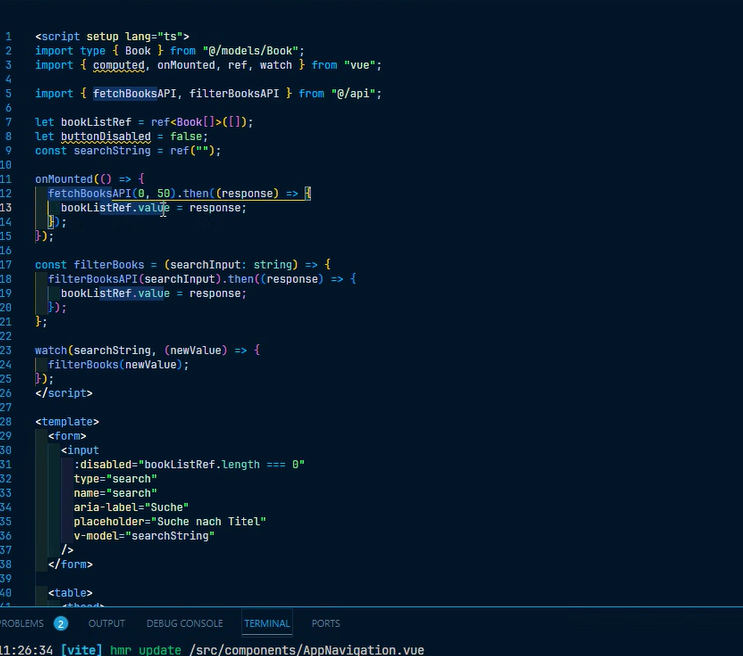 1 <script setup lang="ts">
2 import type { Book } from "@/models/Book";
3 import { computed, onMounted, ref, watch } from "vue";
4
5 import { fetchBooksAPI, filterBooksAPI } from "@/api";
6
7 let bookListRef = ref<Book[]>([]);
8 let buttonDisabled = false;
9 const searchString = ref("");
10
11 onMounted(() => {
12 fetchBooksAPI(0, 50).then((response) => {
13 bookListRef.value = response;
14 });
15 });
16
17 const filterBooks = (searchInput: string) => {
18 filterBooksAPI(searchInput).then((response) => {
19 bookListRef.value = response;
20 });
21 };
22
23 watch(searchString, (newValue) => {
24 filterBooks(newValue);
25 });
26 </script>
27
28 <template>
29 <form>
30 <input
31 :disabled="bookListRef.length === 0"
32 type="search"
33 name="search"
34 aria-label="Suche"
35 placeholder="Suche nach Titel"
36 v-model="searchString"
37 />
38 </form>
39
40 <table>
41 <thead>
PROBLEMS 2 OUTPUT DEBUG CONSOLE TERMINAL PORTS
11:26:34 [vite] hmr update /src/components/AppNavigation.vue